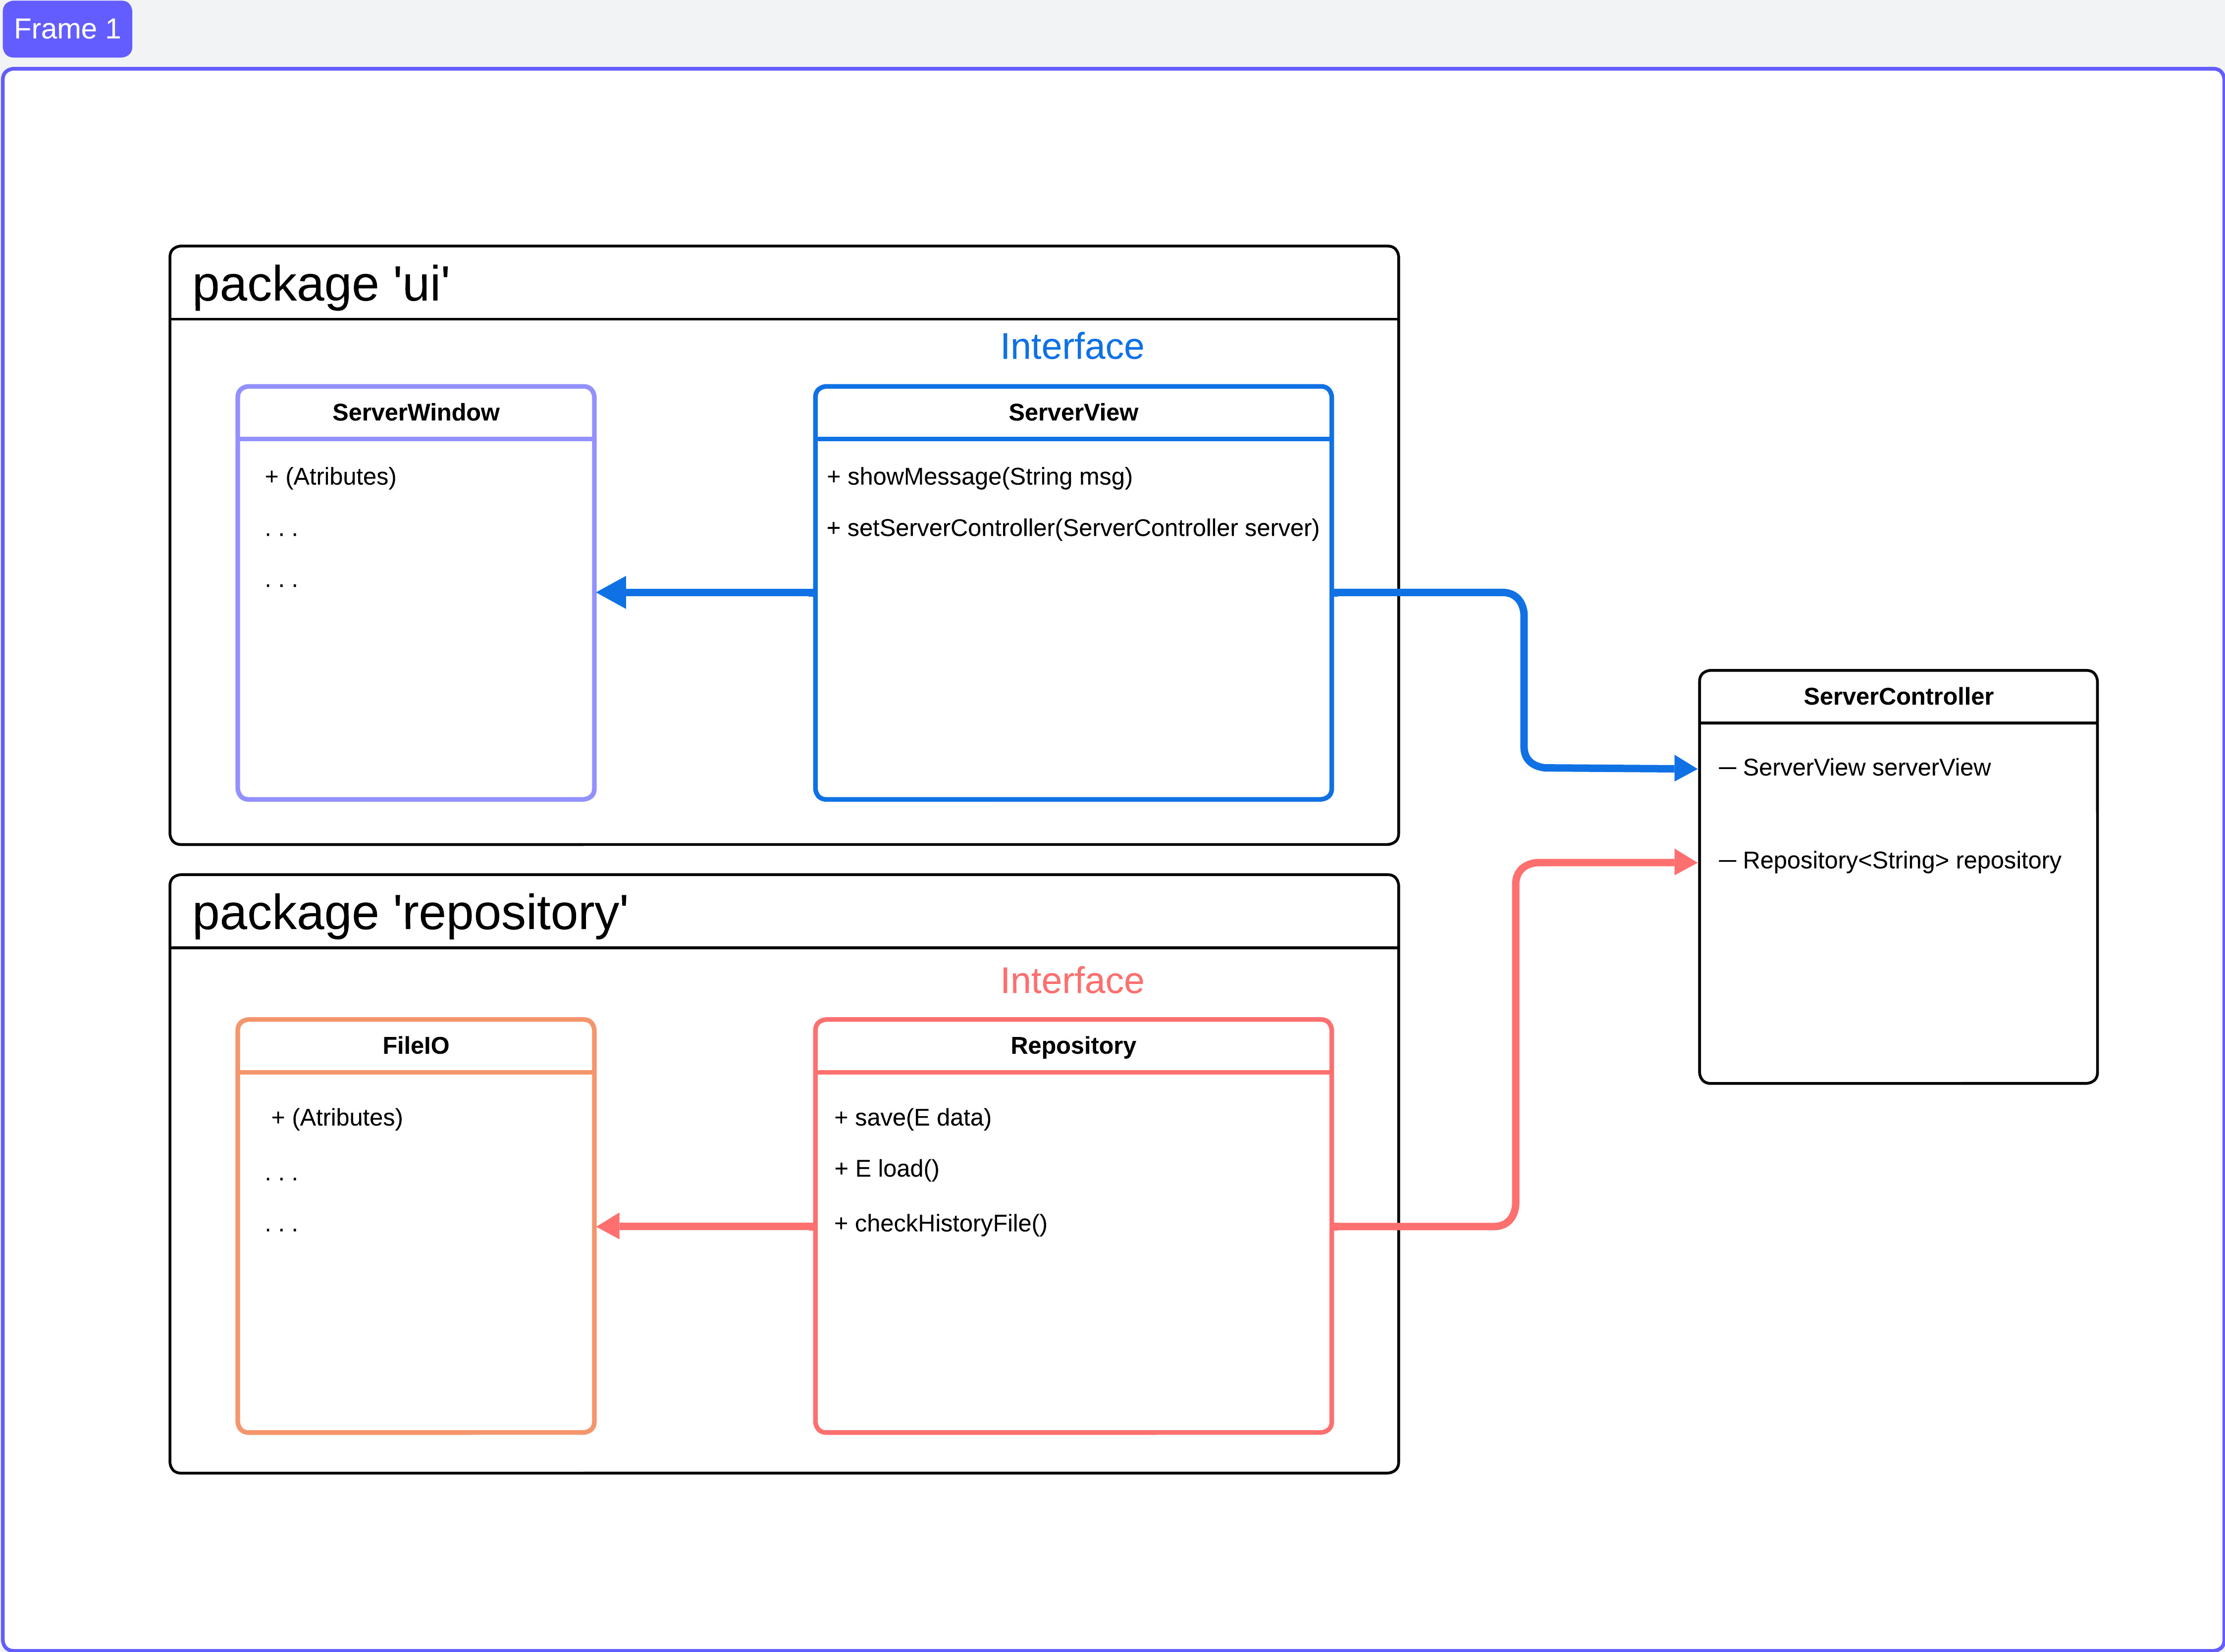 Frame 1
package 'ui'
Interface
ServerWindow
+ (Atributes)
. . .
. . .
ServerView
+ showMessage(String msg)
+ setServerController(ServerController server)
ServerController
— ServerView serverView
— Repository<String> repository
package 'repository'
Interface
FileIO
+ (Atributes)
. . .
. . .
Repository
+ save(E data)
+ E load()
+ checkHistoryFile()